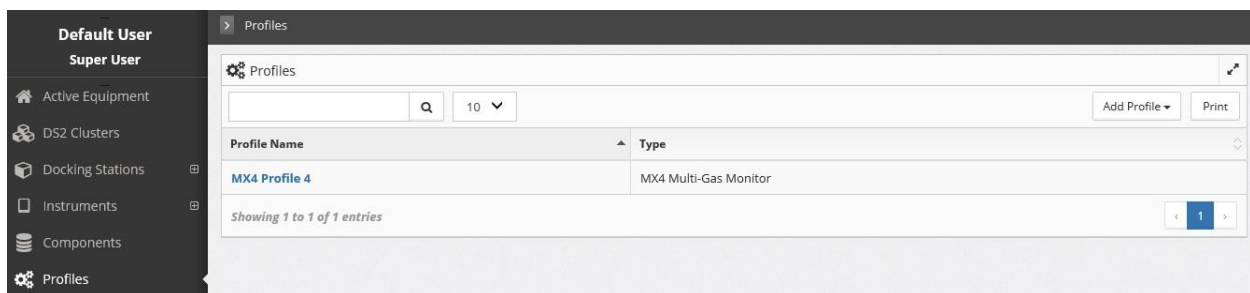 Default User
Super User
Active Equipment
DS2 Clusters
Docking Stations
Instruments
Components
Profiles
Profiles
Profiles
10
Add Profile
Print
Profile Name
Type
MX4 Profile 4
MX4 Multi-Gas Monitor
Showing 1 to 1 of 1 entries
1